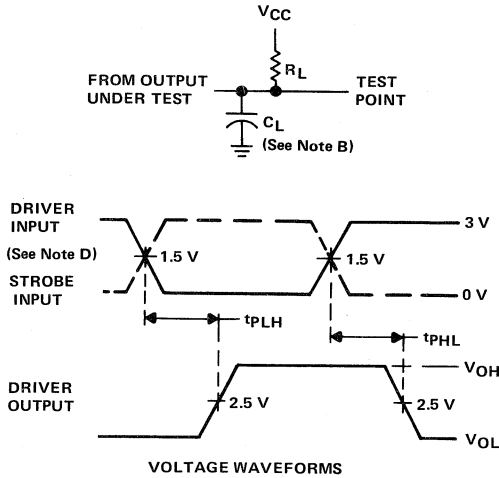 VCC
RL
FROM OUTPUT
UNDER TEST
TEST
POINT
CL
(See Note B)
DRIVER
INPUT
3 V
(See Note D)
1.5 V
1.5 V
STROBE
INPUT
0 V
tPLH
tPHL
VOH
DRIVER
OUTPUT
2.5 V
2.5 V
VOL
VOLTAGE WAVEFORMS